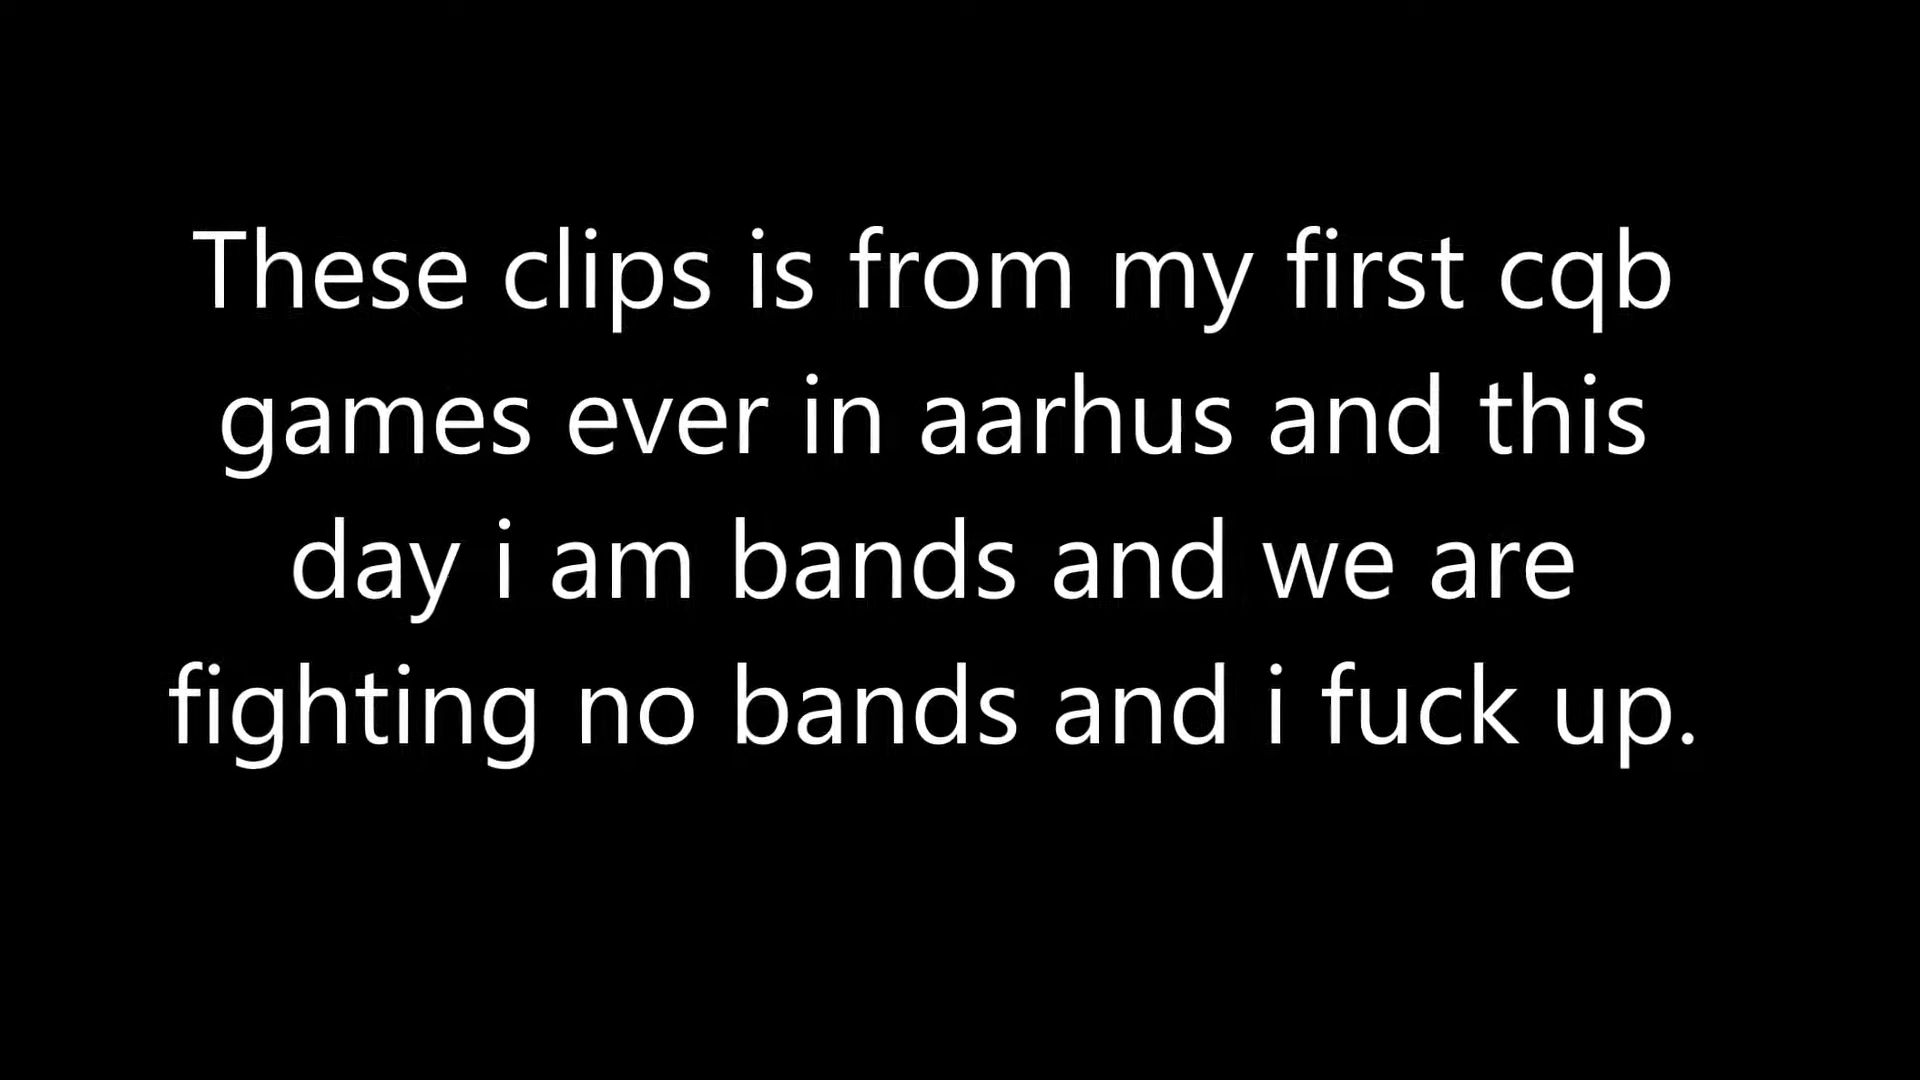 These clips is from my first cqb
games ever in aarhus and this
day i am bands and we are
fighting no bands and i fuck up.